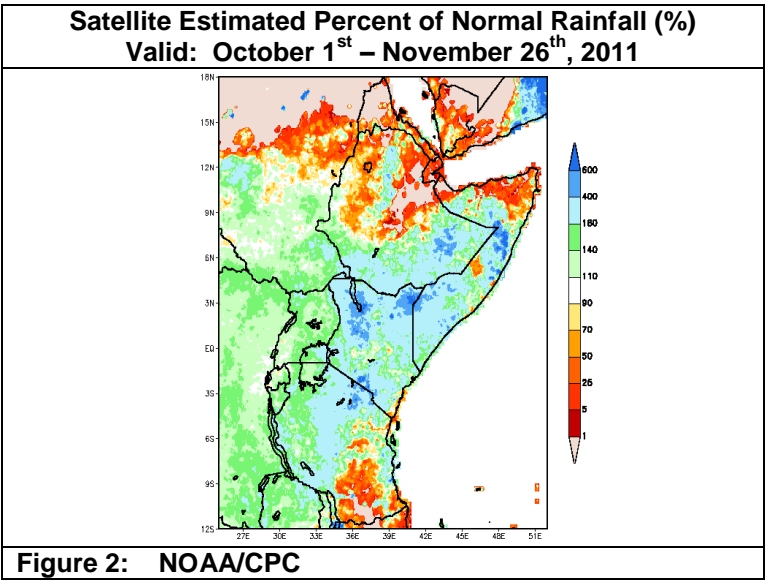 Satellite Estimated Percent of Normal Rainfall (%)
Valid: October 1st – November 26th, 2011
18N
15N
12N
9N
6N
3N
EQ
3S
6S
9S
12S
27E 30E 33E 36E 39E 42E 45E 48E 51E
600
400
180
140
110
90
70
50
25
5
1
Figure 2: NOAA/CPC